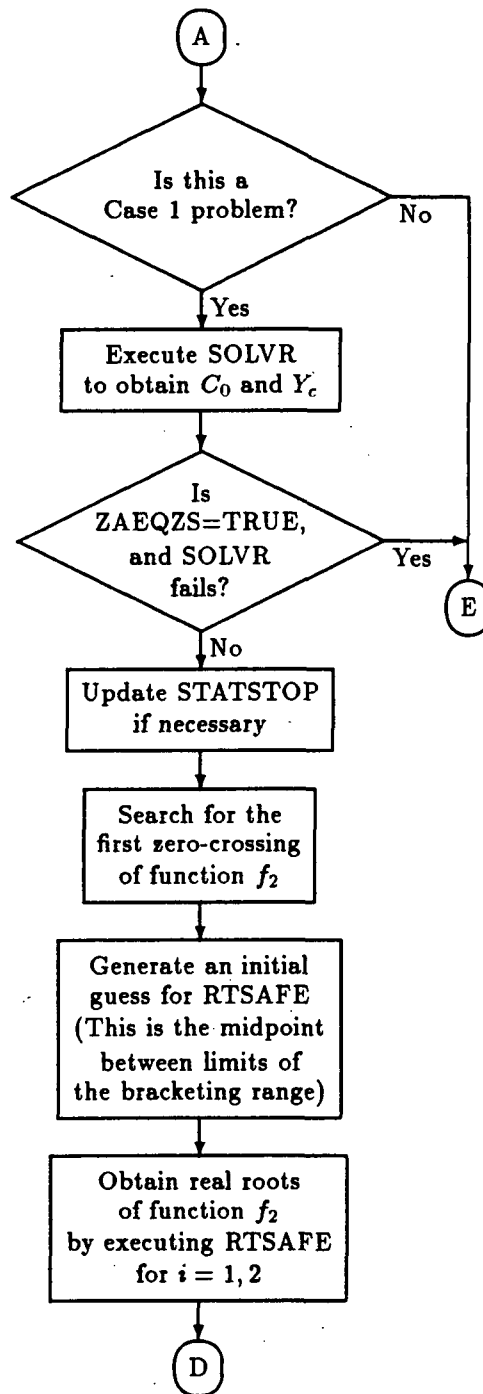 A
Is this a
Case 1 problem?
No
Yes
Execute SOLVR
to obtain C₀ and Y_c
Is
ZAEQZS=TRUE,
and SOLVR
fails?
Yes
E
No
Update STATSTOP
if necessary
Search for the
first zero-crossing
of function f₂
Generate an initial
guess for RTSAFE
(This is the midpoint
between limits of
the bracketing range)
Obtain real roots
of function f₂
by executing RTSAFE
for i = 1, 2
D